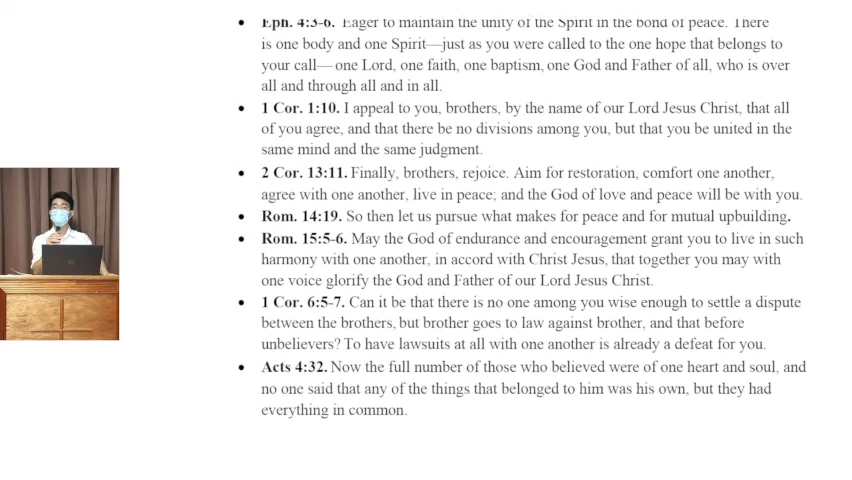 • Eph. 4:3-6. Eager to maintain the unity of the Spirit in the bond of peace. There
is one body and one Spirit—just as you were called to the one hope that belongs to
your call— one Lord, one faith, one baptism, one God and Father of all, who is over
all and through all and in all.
• 1 Cor. 1:10. I appeal to you, brothers, by the name of our Lord Jesus Christ, that all
of you agree, and that there be no divisions among you, but that you be united in the
same mind and the same judgment.
• 2 Cor. 13:11. Finally, brothers, rejoice. Aim for restoration, comfort one another,
agree with one another, live in peace; and the God of love and peace will be with you.
• Rom. 14:19. So then let us pursue what makes for peace and for mutual upbuilding.
• Rom. 15:5-6. May the God of endurance and encouragement grant you to live in such
harmony with one another, in accord with Christ Jesus, that together you may with
one voice glorify the God and Father of our Lord Jesus Christ.
• 1 Cor. 6:5-7. Can it be that there is no one among you wise enough to settle a dispute
between the brothers, but brother goes to law against brother, and that before
unbelievers? To have lawsuits at all with one another is already a defeat for you.
• Acts 4:32. Now the full number of those who believed were of one heart and soul, and
no one said that any of the things that belonged to him was his own, but they had
everything in common.